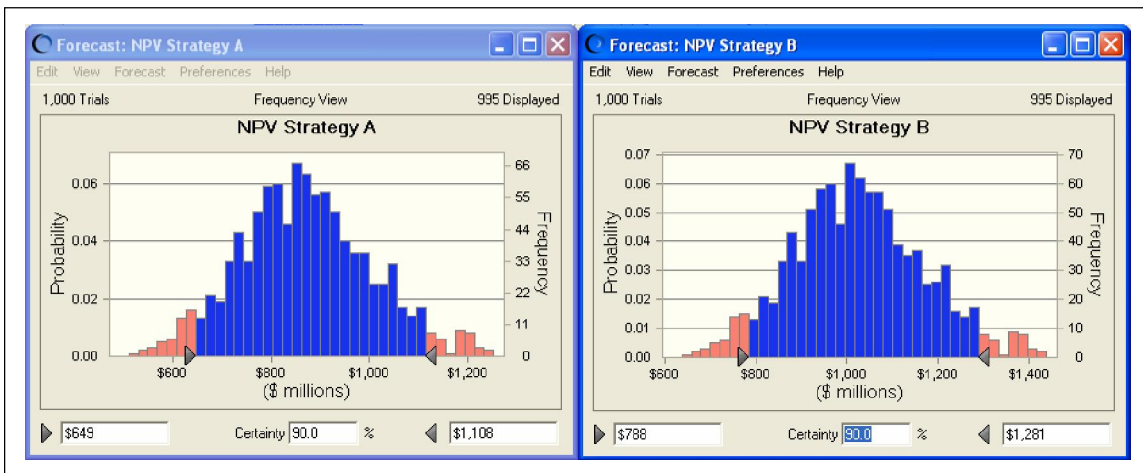 Forecast: NPV Strategy A
Edit View Forecast Preferences Help
1,000 Trials Frequency View 995 Displayed
NPV Strategy A
Probability
0.06
0.04
0.02
0.00
66
55
44
33
22
11
0
Frequency
$600 $800 $1,000 $1,200
($ millions)
$649 Certainty 90.0 % $1,108
Forecast: NPV Strategy B
Edit View Forecast Preferences Help
1,000 Trials Frequency View 995 Displayed
NPV Strategy B
Probability
0.07
0.06
0.05
0.04
0.03
0.02
0.01
0.00
70
60
50
40
30
20
10
0
Frequency
$600 $800 $1,000 $1,200 $1,400
($ millions)
$788 Certainty 90.0 % $1,281